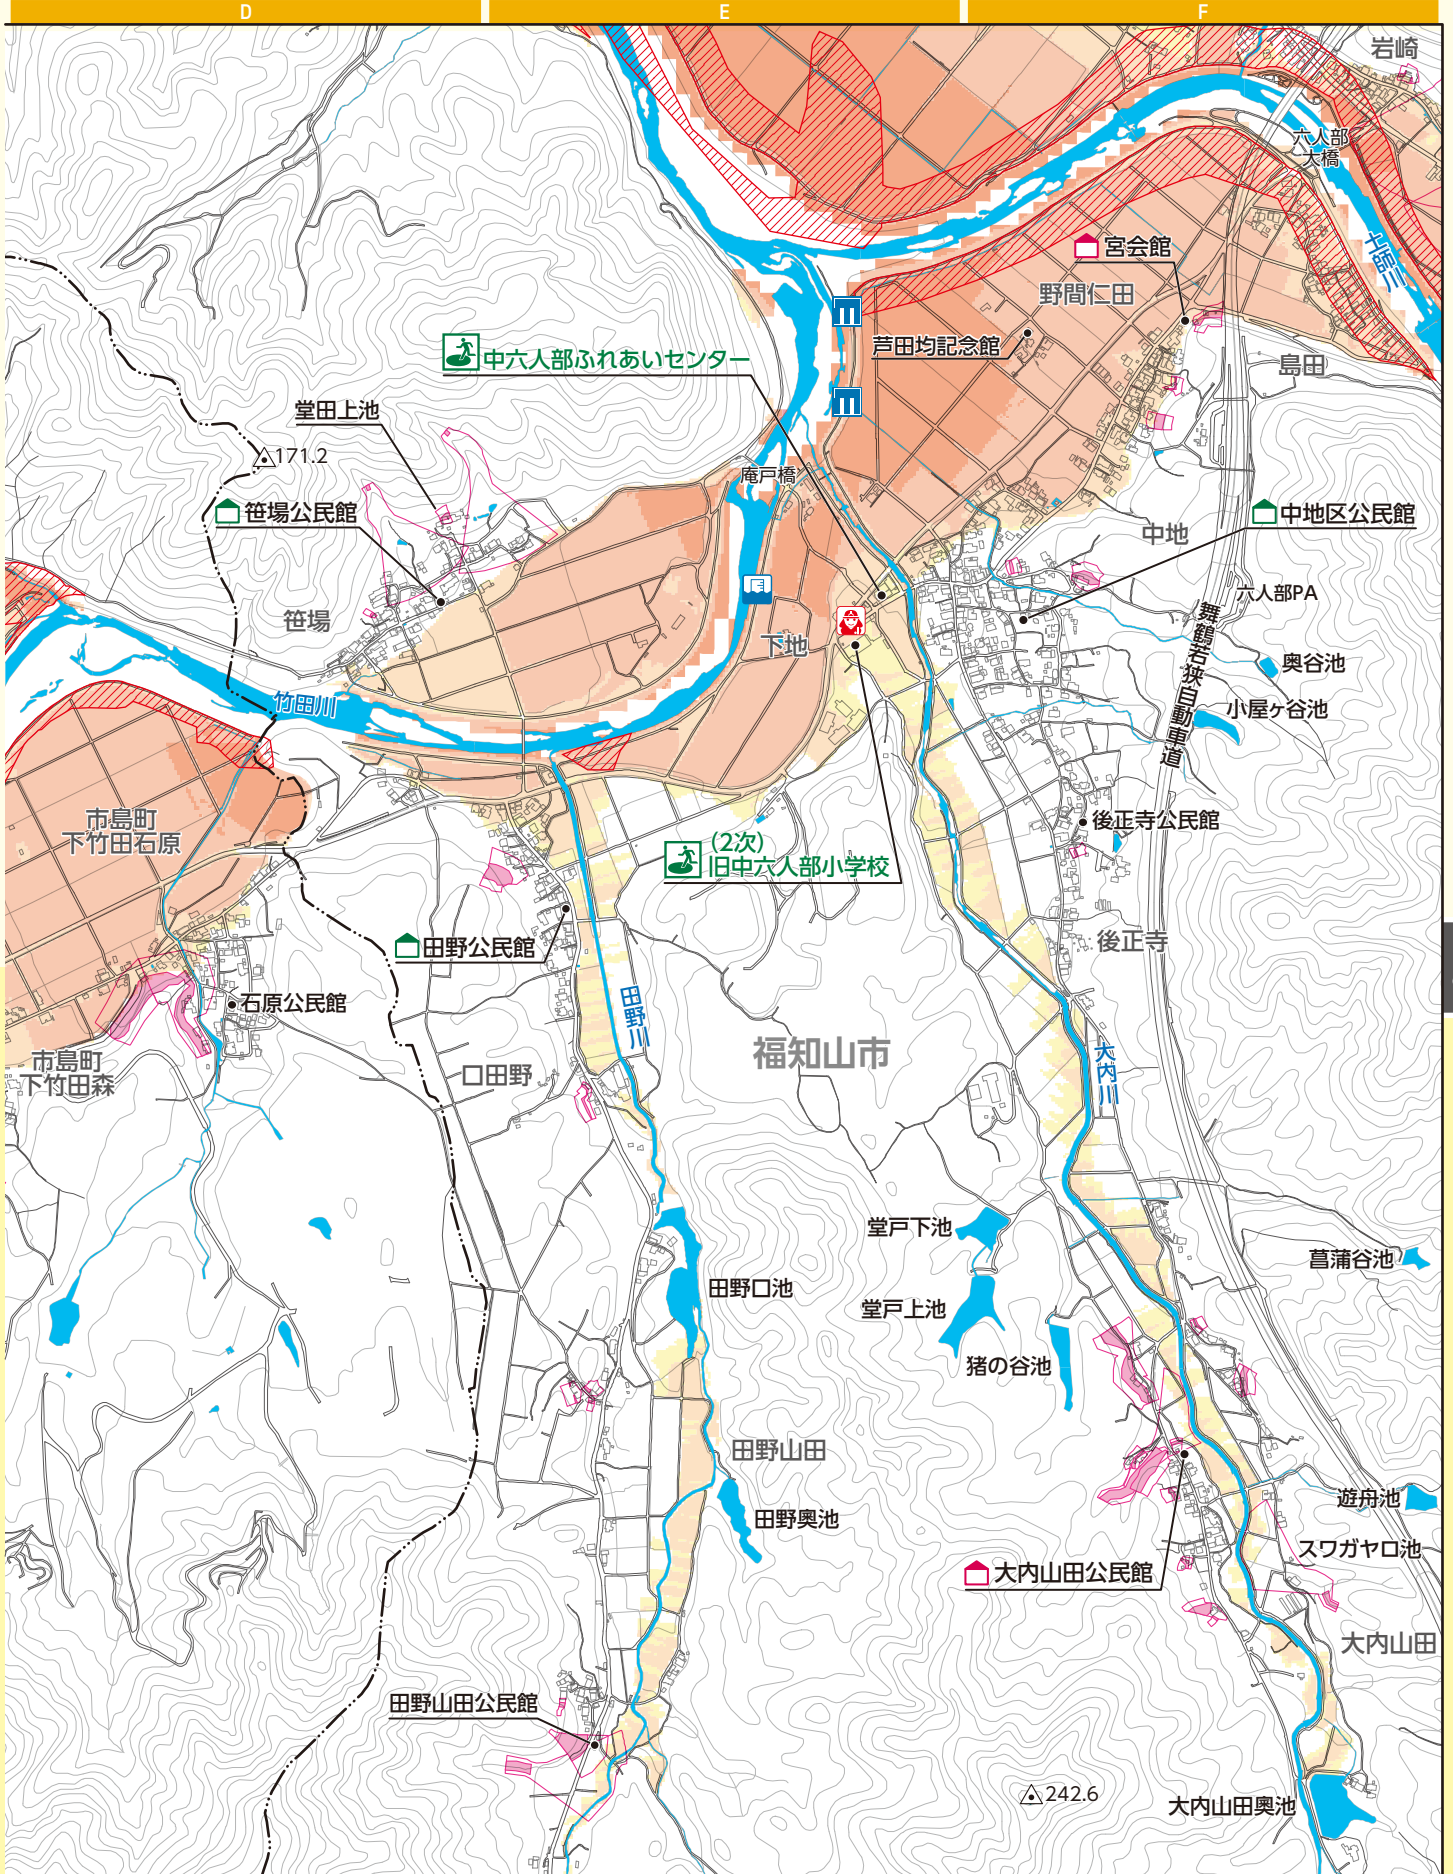 D
E
F
岩崎
六人部
大橋
土師川
宮会館
野間仁田
芦田均記念館
島田
中六人部ふれあいセンター
堂田上池
171.2
庵戸橋
笹場公民館
中地区公民館
中地
六人部PA
笹場
下地
舞鶴若狭自動車道
奥谷池
竹田川
小屋ヶ谷池
市島町
下竹田石原
後正寺公民館
(2次)
旧中六人部小学校
田野公民館
後正寺
石原公民館
田野川
福知山市
大内川
市島町
下竹田森
口田野
堂戸下池
菖蒲谷池
田野口池
堂戸上池
猪の谷池
田野山田
遊舟池
田野奥池
スワガヤロ池
大内山田公民館
大内山田
田野山田公民館
242.6
大内山田奥池